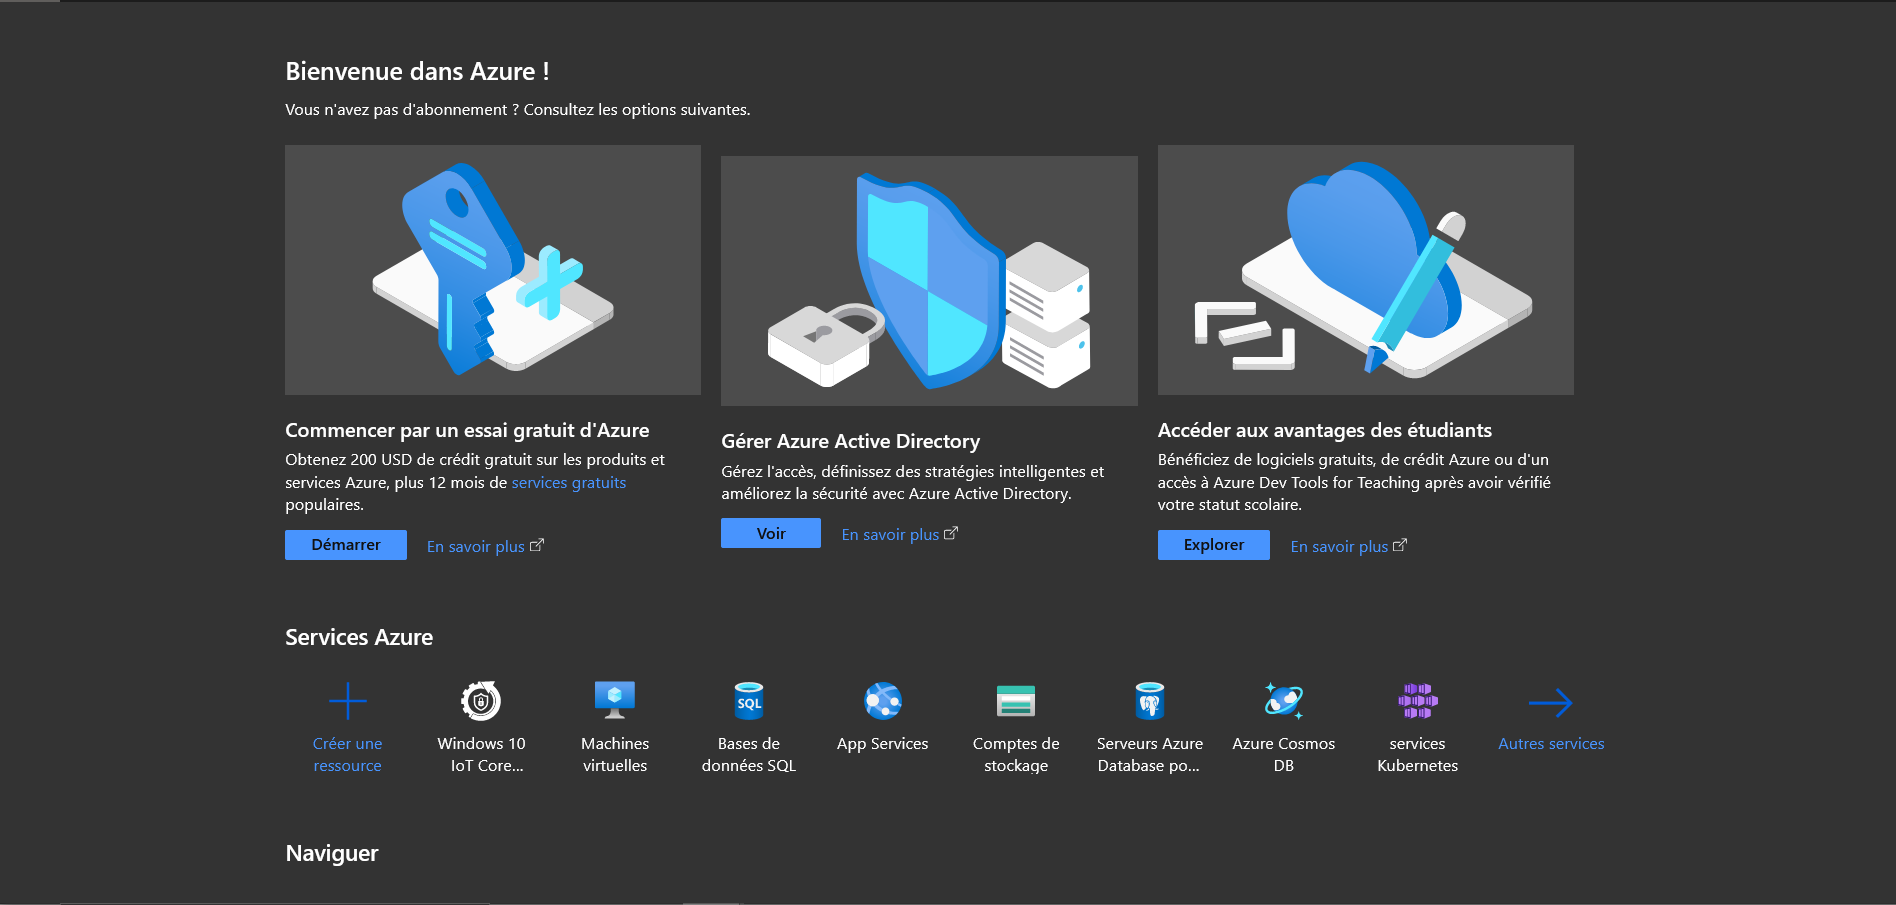 Bienvenue dans Azure !
Vous n'avez pas d'abonnement ? Consultez les options suivantes.
Commencer par un essai gratuit d'Azure
Obtenez 200 USD de crédit gratuit sur les produits et
services Azure, plus 12 mois de services gratuits
populaires.
Démarrer
En savoir plus
Gérer Azure Active Directory
Gérez l'accès, définissez des stratégies intelligentes et
améliorez la sécurité avec Azure Active Directory.
Voir
En savoir plus
Accéder aux avantages des étudiants
Bénéficiez de logiciels gratuits, de crédit Azure ou d'un
accès à Azure Dev Tools for Teaching après avoir vérifié
votre statut scolaire.
Explorer
En savoir plus
Services Azure
Créer une
ressource
Windows 10
IoT Core...
Machines
virtuelles
SQL
Bases de
données SQL
App Services
Comptes de
stockage
Serveurs Azure
Database po...
Azure Cosmos
DB
services
Kubernetes
Autres services
Naviguer